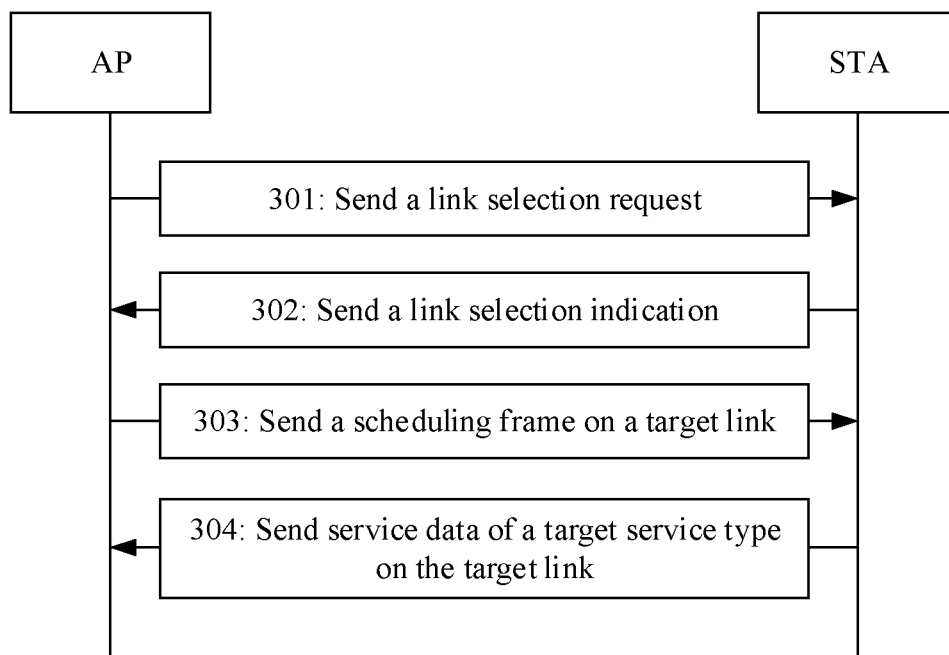 AP
STA
301: Send a link selection request
302: Send a link selection indication
303: Send a scheduling frame on a target link
304: Send service data of a target service type
on the target link